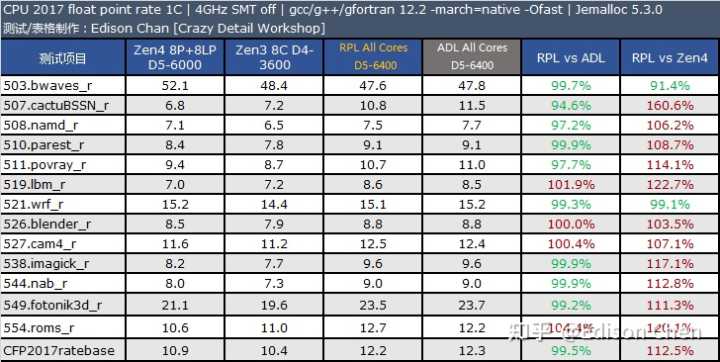 CPU 2017 float point rate 1C | 4GHz SMT off | gcc/g++/gfortran 12.2 -march=native -Ofast | Jemalloc 5.3.0
测试/表格制作：Edison Chan [Crazy Detail Workshop]
测试项目 Zen4 8P+8LP D5-6000 Zen3 8C D4-3600 RPL All Cores D5-6400 ADL All Cores D5-6400 RPL vs ADL RPL vs Zen4
503.bwaves_r 52.1 48.4 47.6 47.8 99.7% 91.4%
507.cactuBSSN_r 6.8 7.2 10.8 11.5 94.6% 160.6%
508.namd_r 7.1 6.5 7.5 7.7 97.2% 106.2%
510.parest_r 8.4 7.8 9.1 9.1 99.9% 108.7%
511.povray_r 9.4 8.7 10.7 11.0 97.7% 114.1%
519.lbm_r 7.0 7.2 8.6 8.5 101.9% 122.7%
521.wrf_r 15.2 14.4 15.1 15.2 99.3% 99.1%
526.blender_r 8.5 7.9 8.8 8.8 100.0% 103.5%
527.cam4_r 11.6 11.2 12.5 12.4 100.4% 107.1%
538.imagick_r 8.2 7.7 9.6 9.6 99.9% 117.1%
544.nab_r 8.0 7.3 9.0 9.0 99.9% 112.8%
549.fotonik3d_r 21.1 19.6 23.5 23.7 99.2% 111.3%
554.roms_r 10.6 11.0 12.7 12.2 104.4% 120.1%
CFP2017ratebase 10.9 10.4 12.2 12.3 99.5% 112.5%
知乎 @Edison Chen